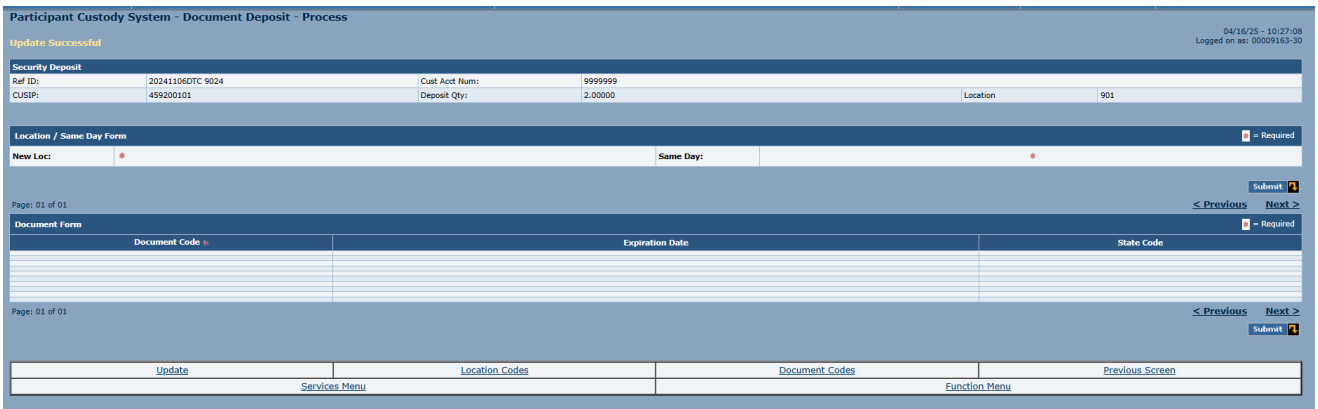 Participant Custody System - Document Deposit - Process
04/16/25 - 10:27:08
Update Successful
Logged on as: 00009163-30
Security Deposit
Ref ID: 20241106DTC 9024 Cust Acct Num: 9999999
CUSIP: 459200101 Deposit Qty: 2.00000 Location 901
Location / Same Day Form * = Required
New Loc: * Same Day: *
Submit
Page: 01 of 01 < Previous Next >
Document Form * = Required
Document Code * Expiration Date State Code
Page: 01 of 01 < Previous Next >
Submit
Update Location Codes Document Codes Previous Screen
Services Menu Function Menu